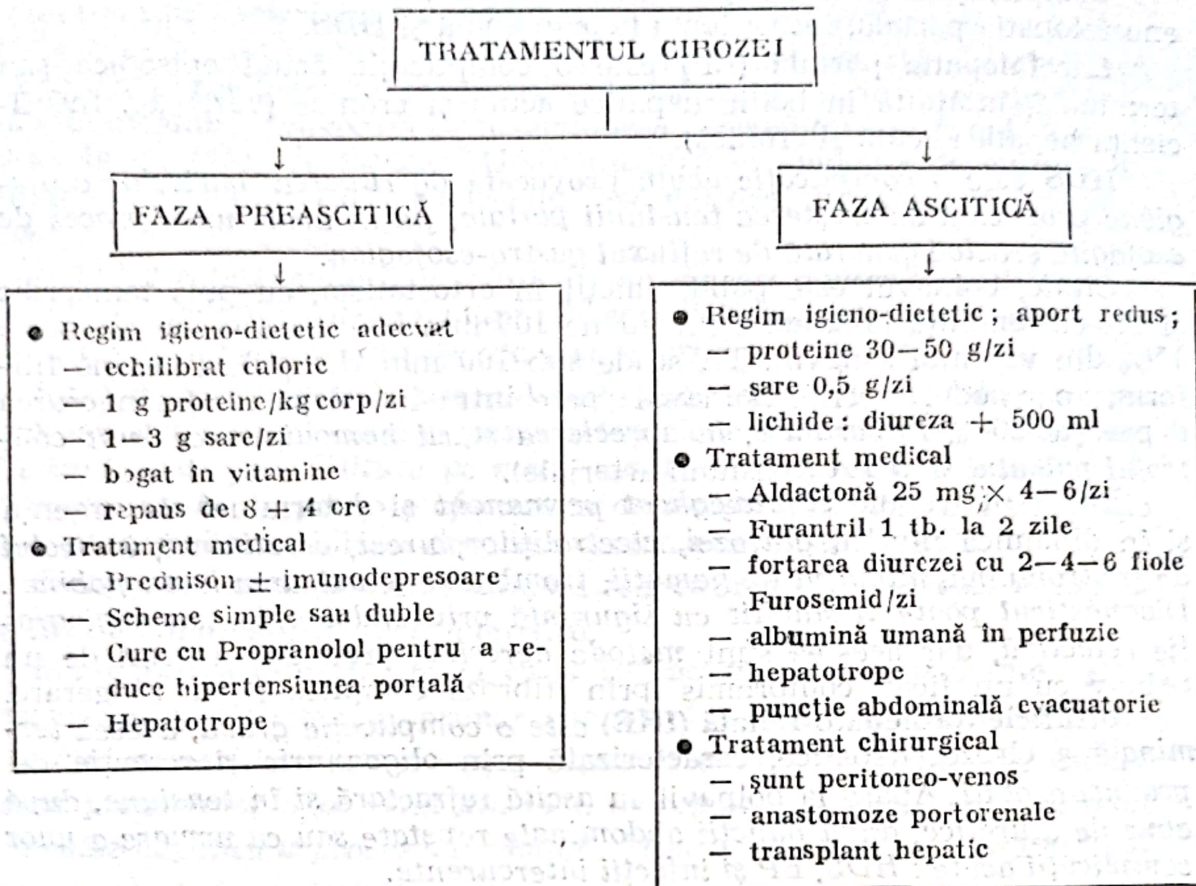 TRATAMENTUL CIROZEI
FAZA PREASCITICĂ
FAZA ASCITICĂ
● Regim igieno-dietetic adecvat
— echilibrat caloric
— 1 g proteine/kg corp/zi
— 1—3 g sare/zi
— bogat în vitamine
— repaus de 8 + 4 ore
● Tratament medical
— Prednison ± imunodepresoare
— Scheme simple sau duble
— Cure cu Propranolol pentru a re-
duce hipertensiunea portală
— Hepatotrope
● Regim igieno-dietetic; aport redus;
— proteine 30—50 g/zi
— sare 0,5 g/zi
— lichide: diureza + 500 ml
● Tratament medical
— Aldactonă 25 mg × 4—6/zi
— Furantril 1 tb. la 2 zile
— forțarea diurezei cu 2—4—6 fiole
Furosemid/zi
— albumină umană în perfuzie
— hepatotrope
— puncție abdominală evacuatorie
● Tratament chirurgical
— șunt peritoneo-venos
— anastomoze portorenale
— transplant hepatic